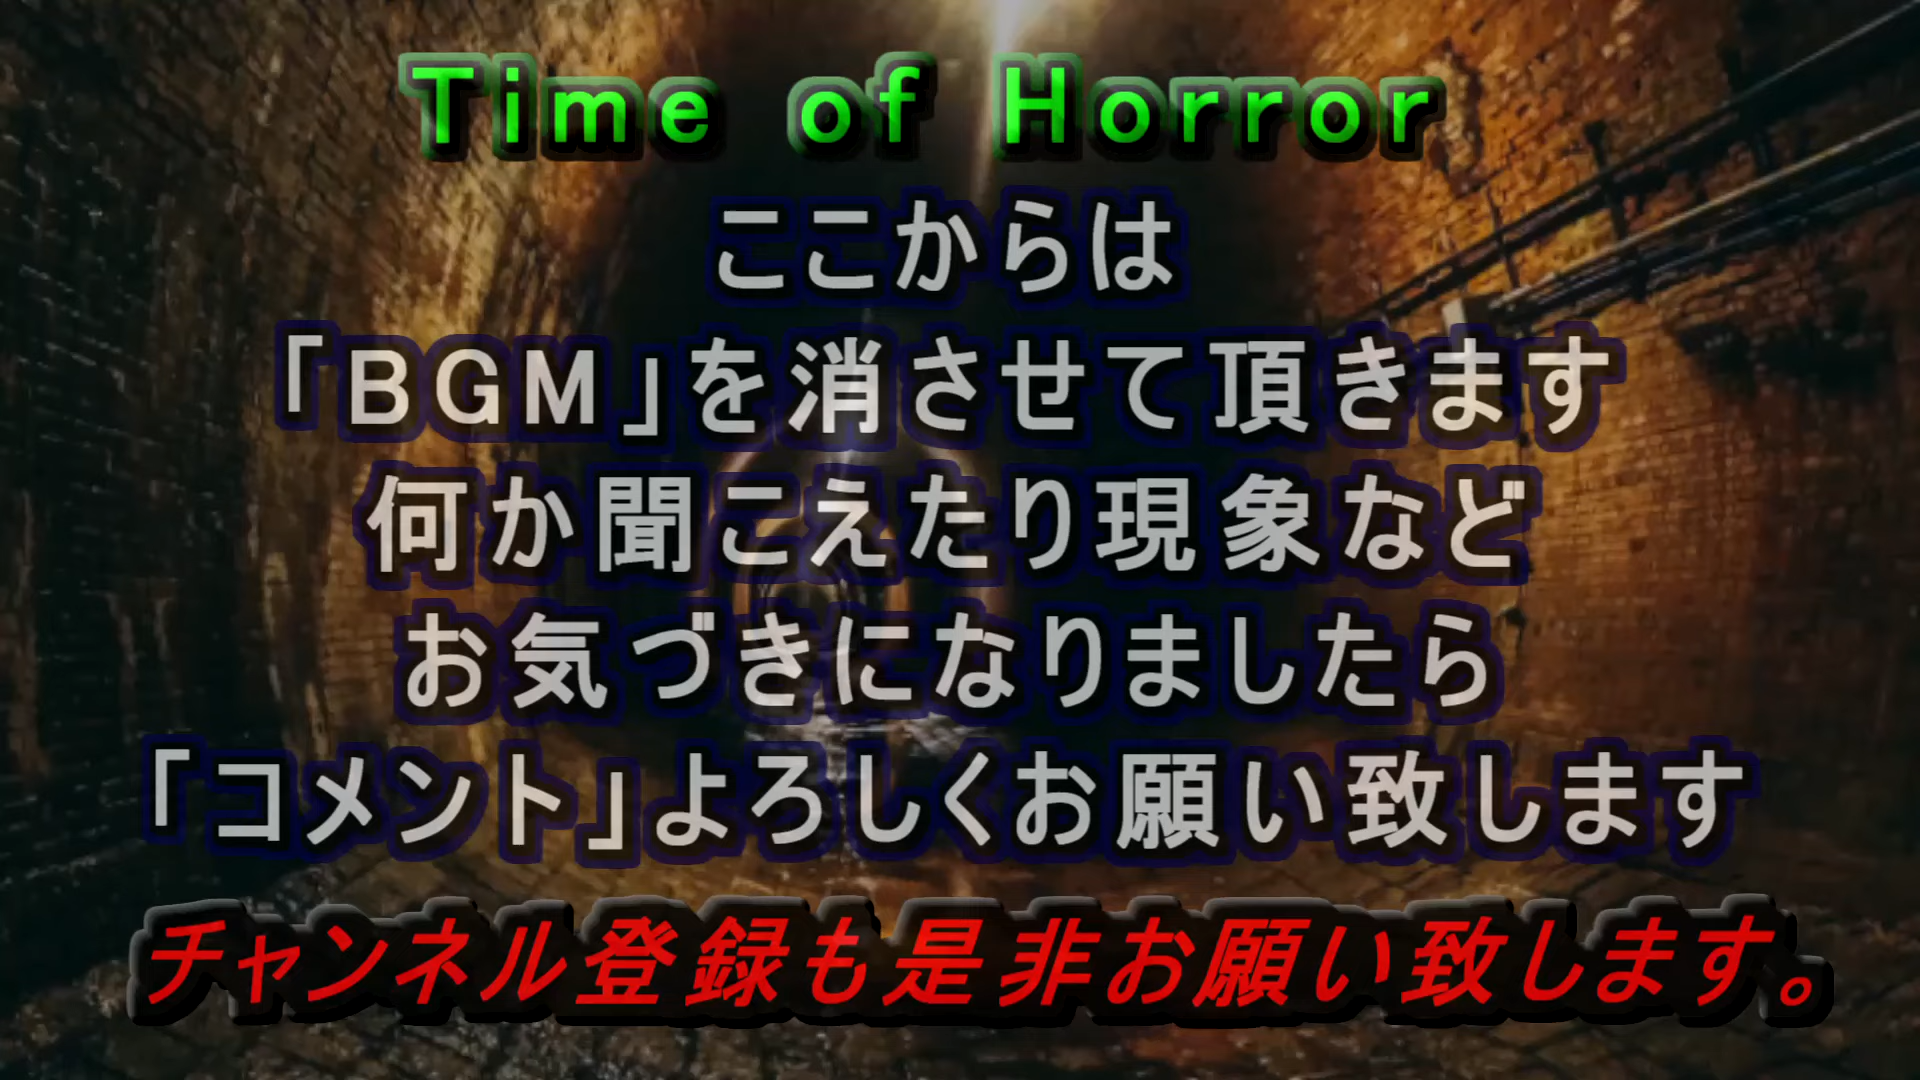 Time of Horror
ここからは
「BGM」を消させて頂きます
何か聞こえたり現象など
お気づきになりましたら
「コメント」よろしくお願い致します
チャンネル登録も是非お願い致します。